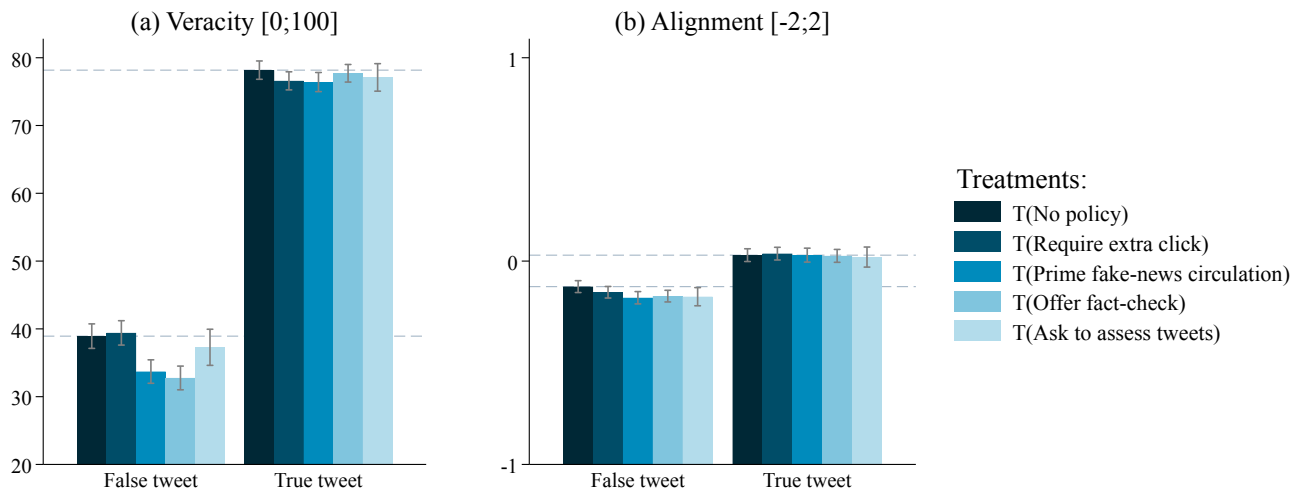 (a) Veracity [0;100]
80
70
60
50
40
30
20
False tweet
True tweet
(b) Alignment [-2;2]
1
0
-1
False tweet
True tweet
Treatments:
T(No policy)
T(Require extra click)
T(Prime fake-news circulation)
T(Offer fact-check)
T(Ask to assess tweets)